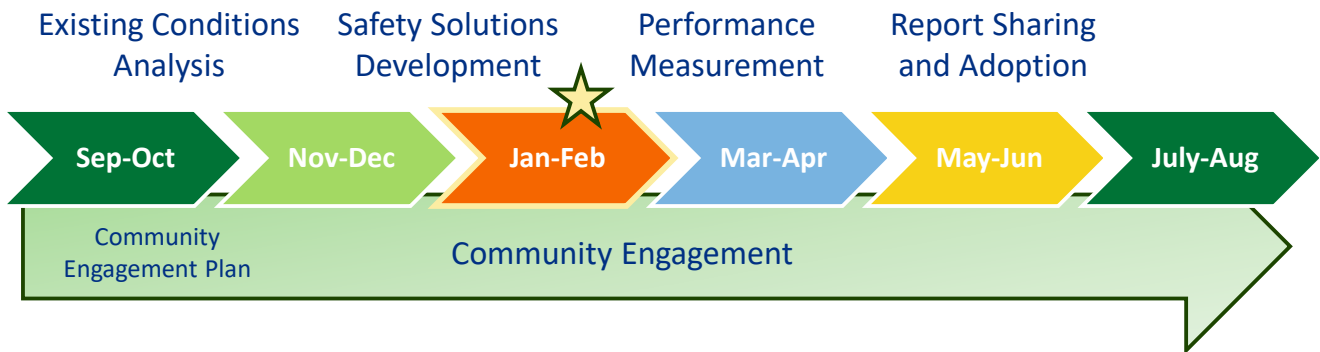 Existing Conditions
Analysis
Safety Solutions
Development
Performance
Measurement
Report Sharing
and Adoption
Sep-Oct
Nov-Dec
Jan-Feb
Mar-Apr
May-Jun
July-Aug
Community
Engagement Plan
Community Engagement